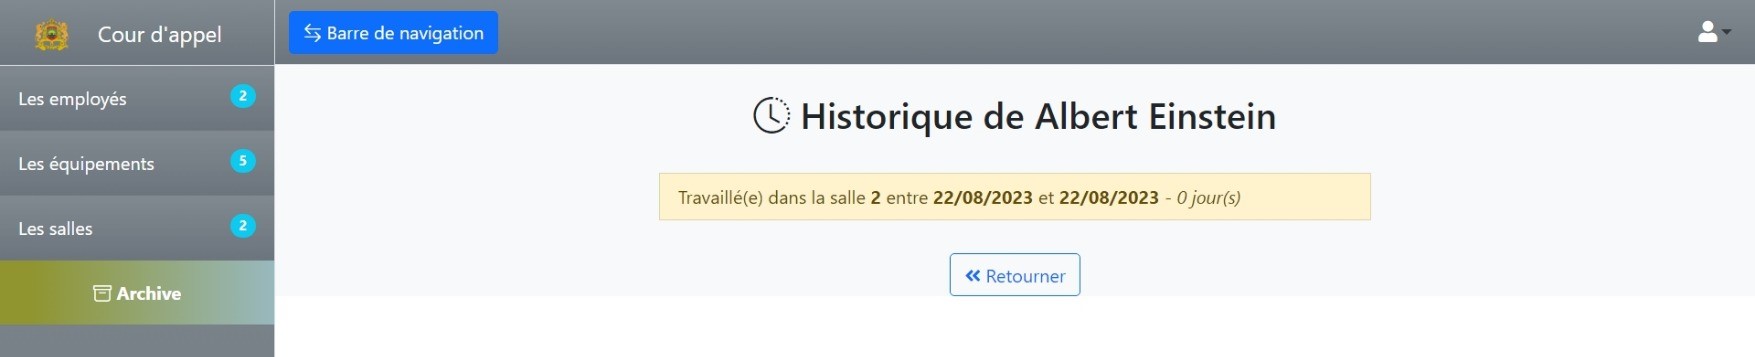 Cour d'appel
Barre de navigation
Les employés 2
Les équipements 5
Les salles 2
Archive
Historique de Albert Einstein
Travaillé(e) dans la salle 2 entre 22/08/2023 et 22/08/2023 - 0 jour(s)
Retourner